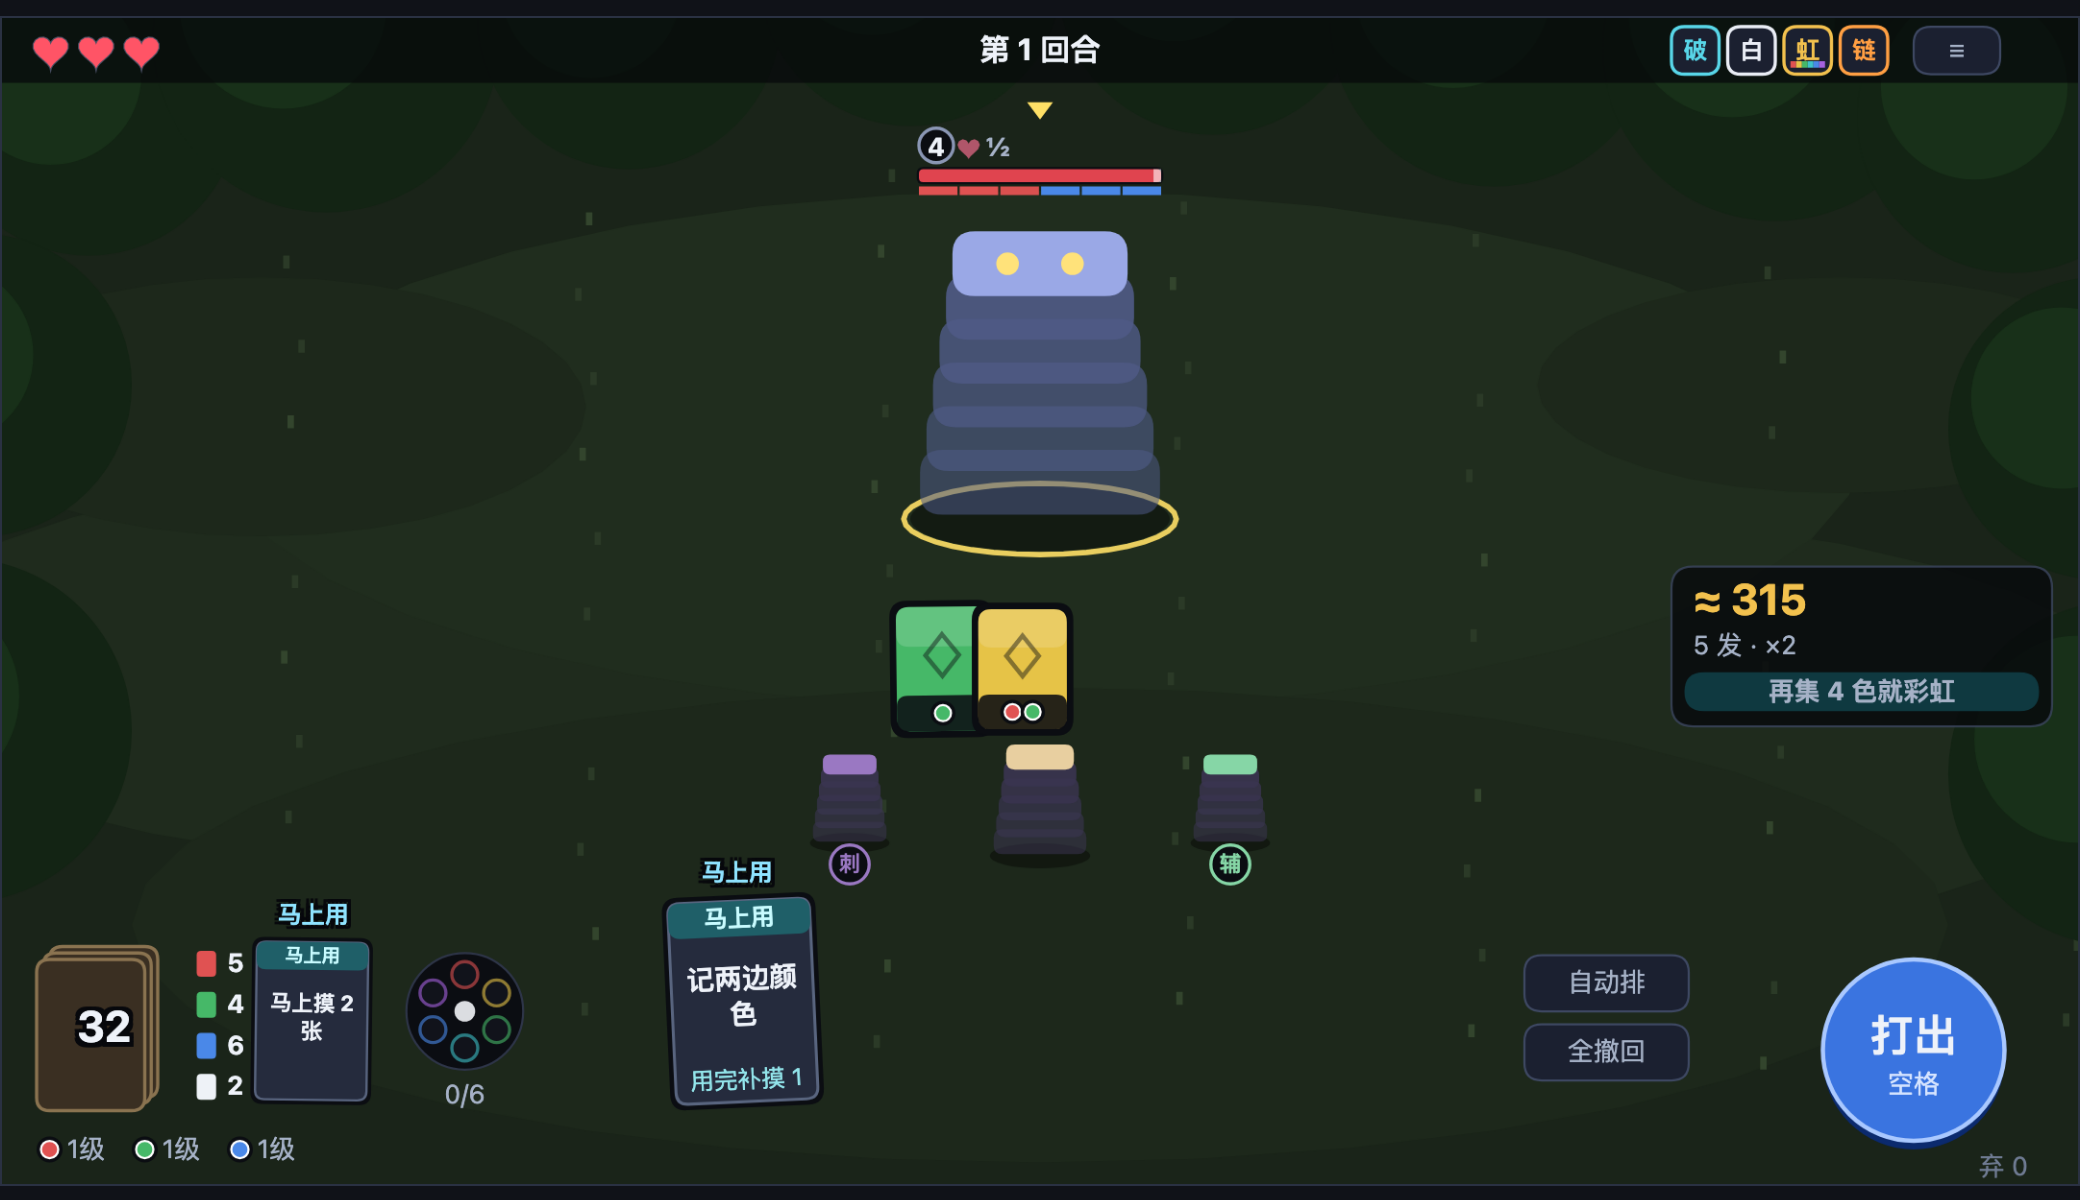 第 1 回合
破
白
虹
链
≡
4 ½
≈ 315
5 发 · ×2
再集 4 色就彩虹
刺
辅
马上用
马上用
记两边颜
色
用完补摸 1
马上用
马上用
马上摸 2
张
32
5
4
6
2
0/6
自动排
全撤回
打出
空格
1级
1级
1级
弃 0